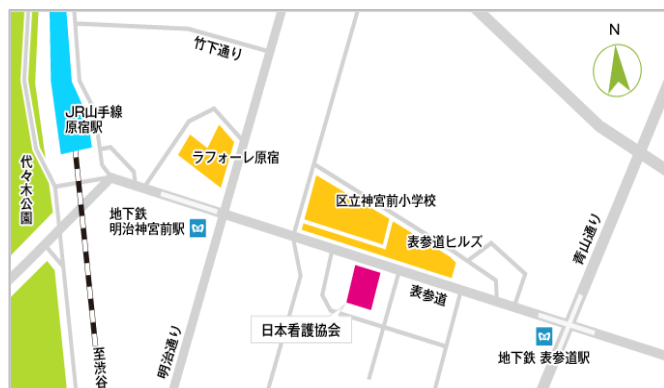 竹下通り
N
JR山手線
原宿駅
ラフォーレ原宿
代々木公園
区立神宮前小学校
地下鉄
明治神宮前駅
表参道ヒルズ
青山通り
表参道
日本看護協会
明治通り
至渋谷
地下鉄 表参道駅